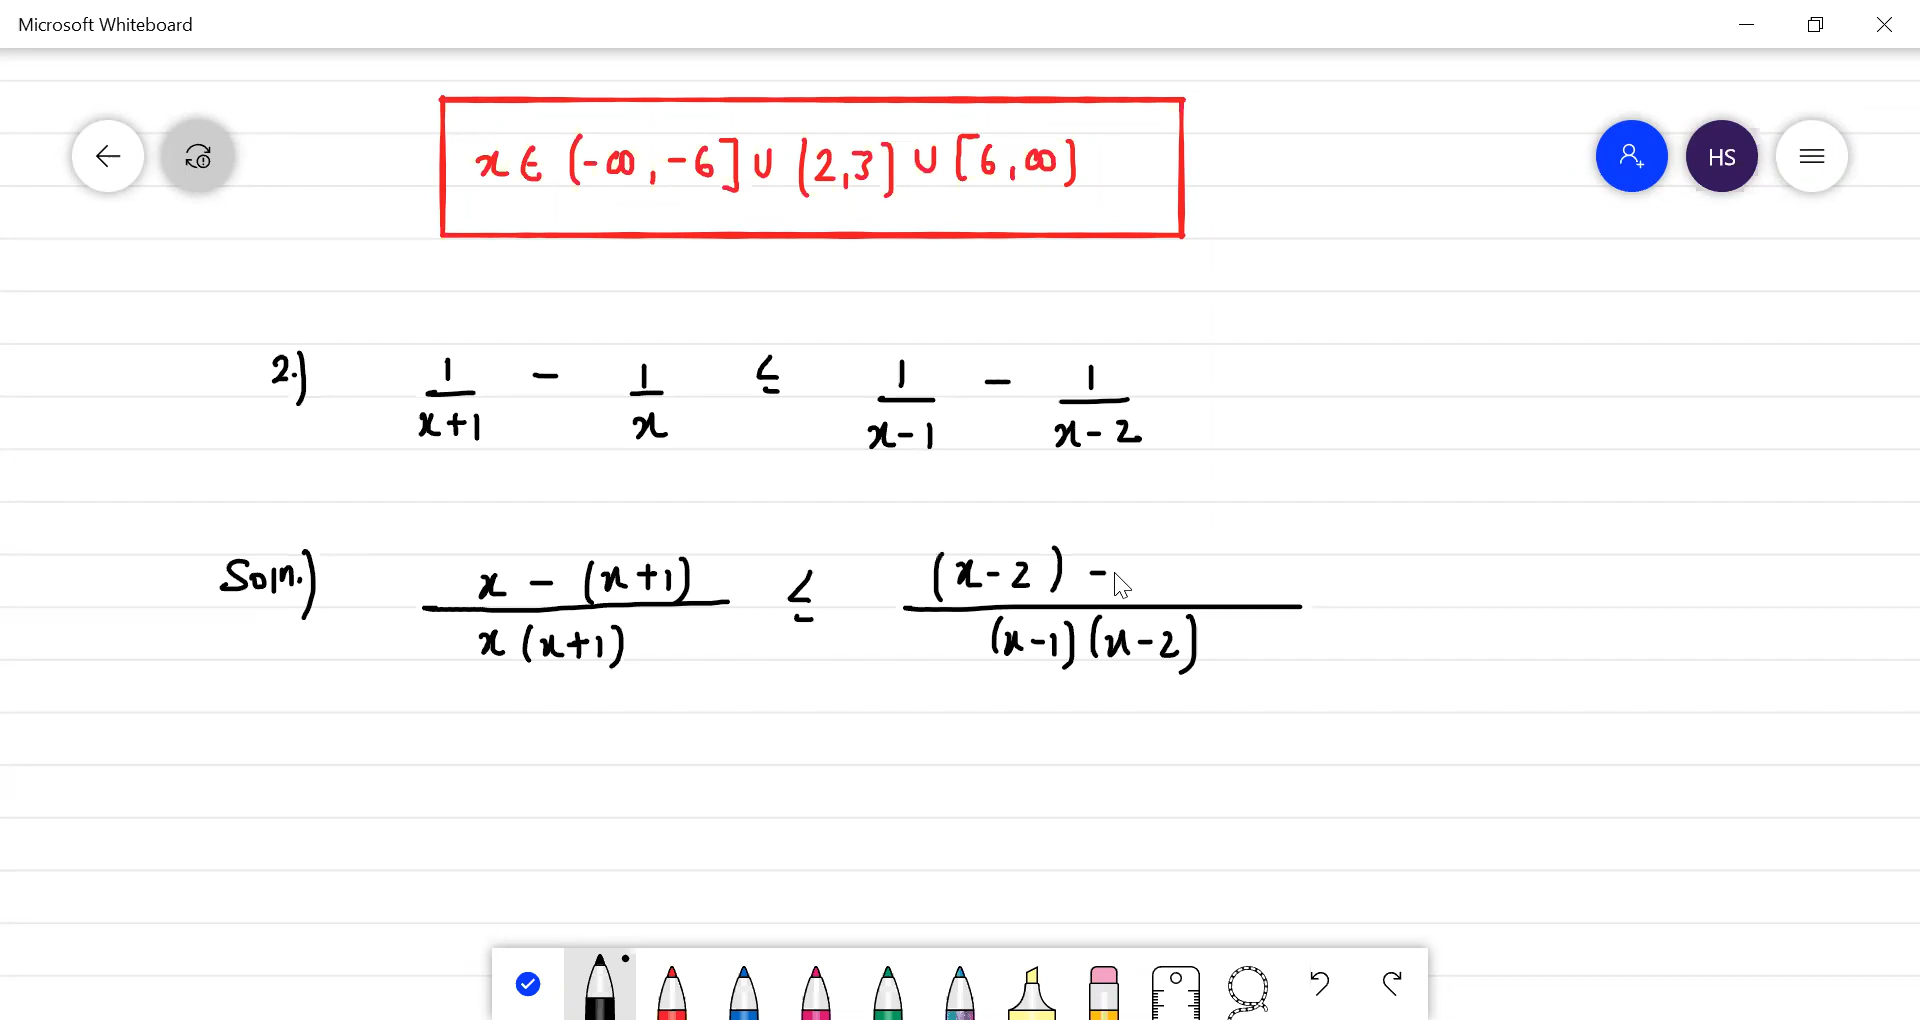 Microsoft Whiteboard
x ∈ (-∞, -6] ∪ (2,3] ∪ [6, ∞)
HS
2.) 1/(x+1) - 1/x ≤ 1/(x-1) - 1/(x-2)
Soln.) (x - (x+1))/(x(x+1)) ≤ ((x-2) -)/((x-1)(x-2))